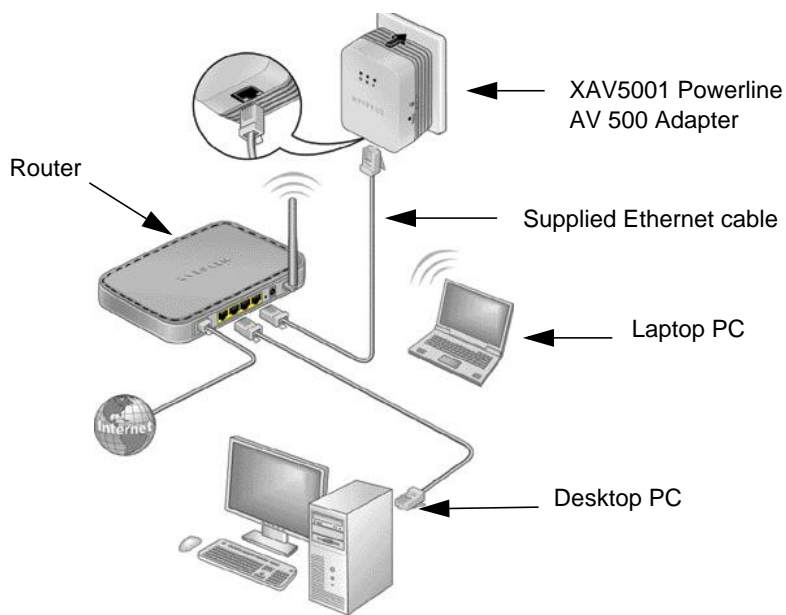 XAV5001 Powerline
AV 500 Adapter
Router
Supplied Ethernet cable
Laptop PC
Internet
Desktop PC